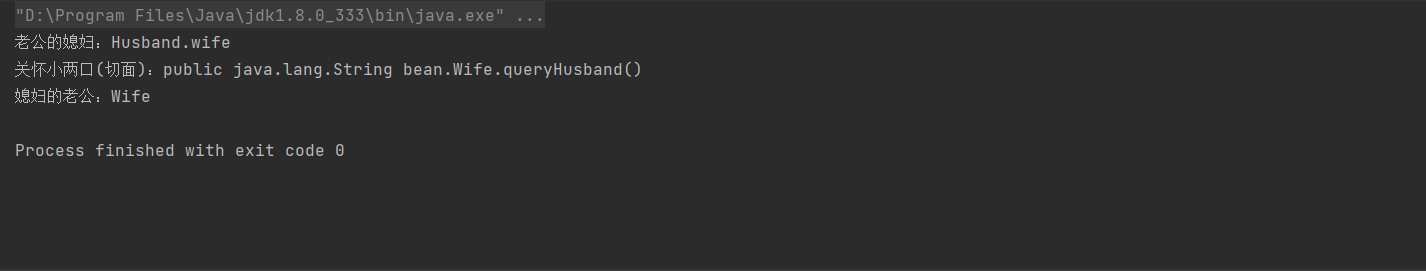 "D:\Program Files\Java\jdk1.8.0_333\bin\java.exe" ...
老公的媳妇：Husband.wife
关怀小两口(切面)：public java.lang.String bean.Wife.queryHusband()
媳妇的老公：Wife
Process finished with exit code 0